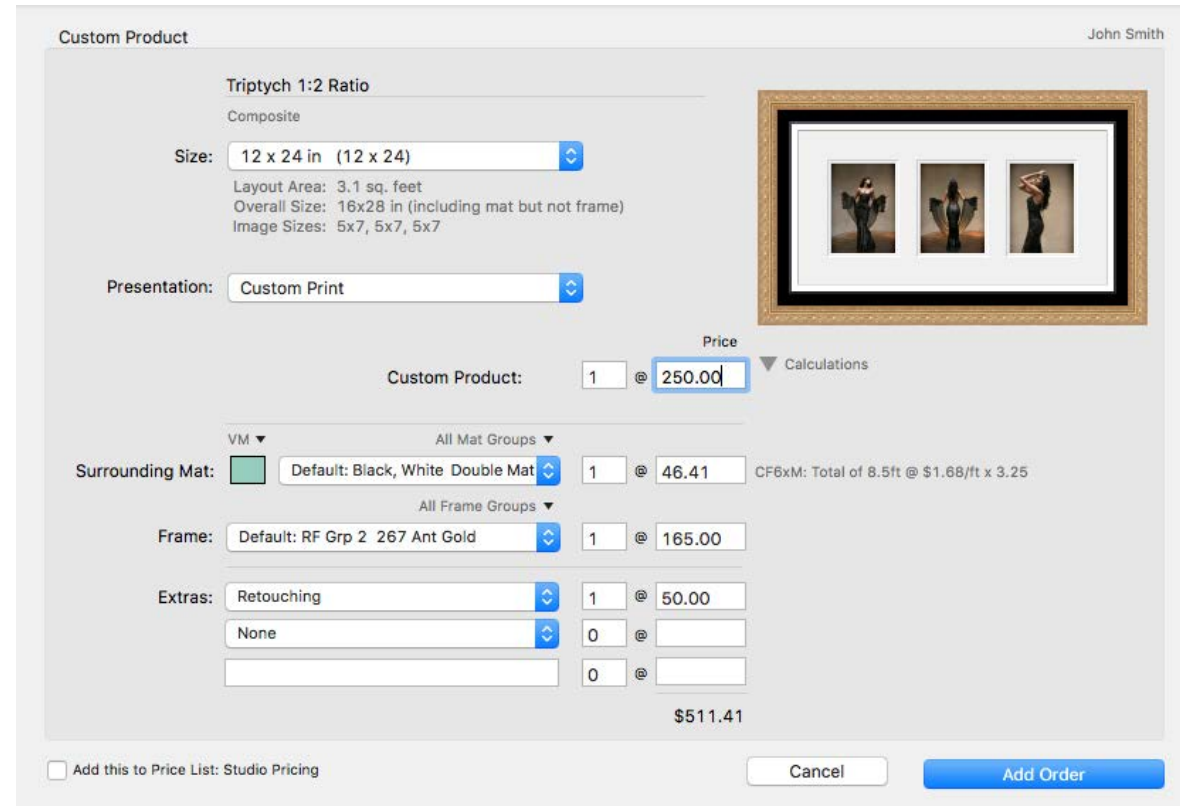 Custom Product
John Smith
Triptych 1:2 Ratio
Composite
Size: 12 x 24 in (12 x 24)
Layout Area: 3.1 sq. feet
Overall Size: 16x28 in (including mat but not frame)
Image Sizes: 5x7, 5x7, 5x7
Presentation: Custom Print
Price
Custom Product: 1 @ 250.00 ▼ Calculations
VM ▼ All Mat Groups ▼
Surrounding Mat: Default: Black, White Double Mat 1 @ 46.41 CF6xM: Total of 8.5ft @ $1.68/ft x 3.25
All Frame Groups ▼
Frame: Default: RF Grp 2 267 Ant Gold 1 @ 165.00
Extras: Retouching 1 @ 50.00
None 0 @
0 @
$511.41
Add this to Price List: Studio Pricing
Cancel Add Order